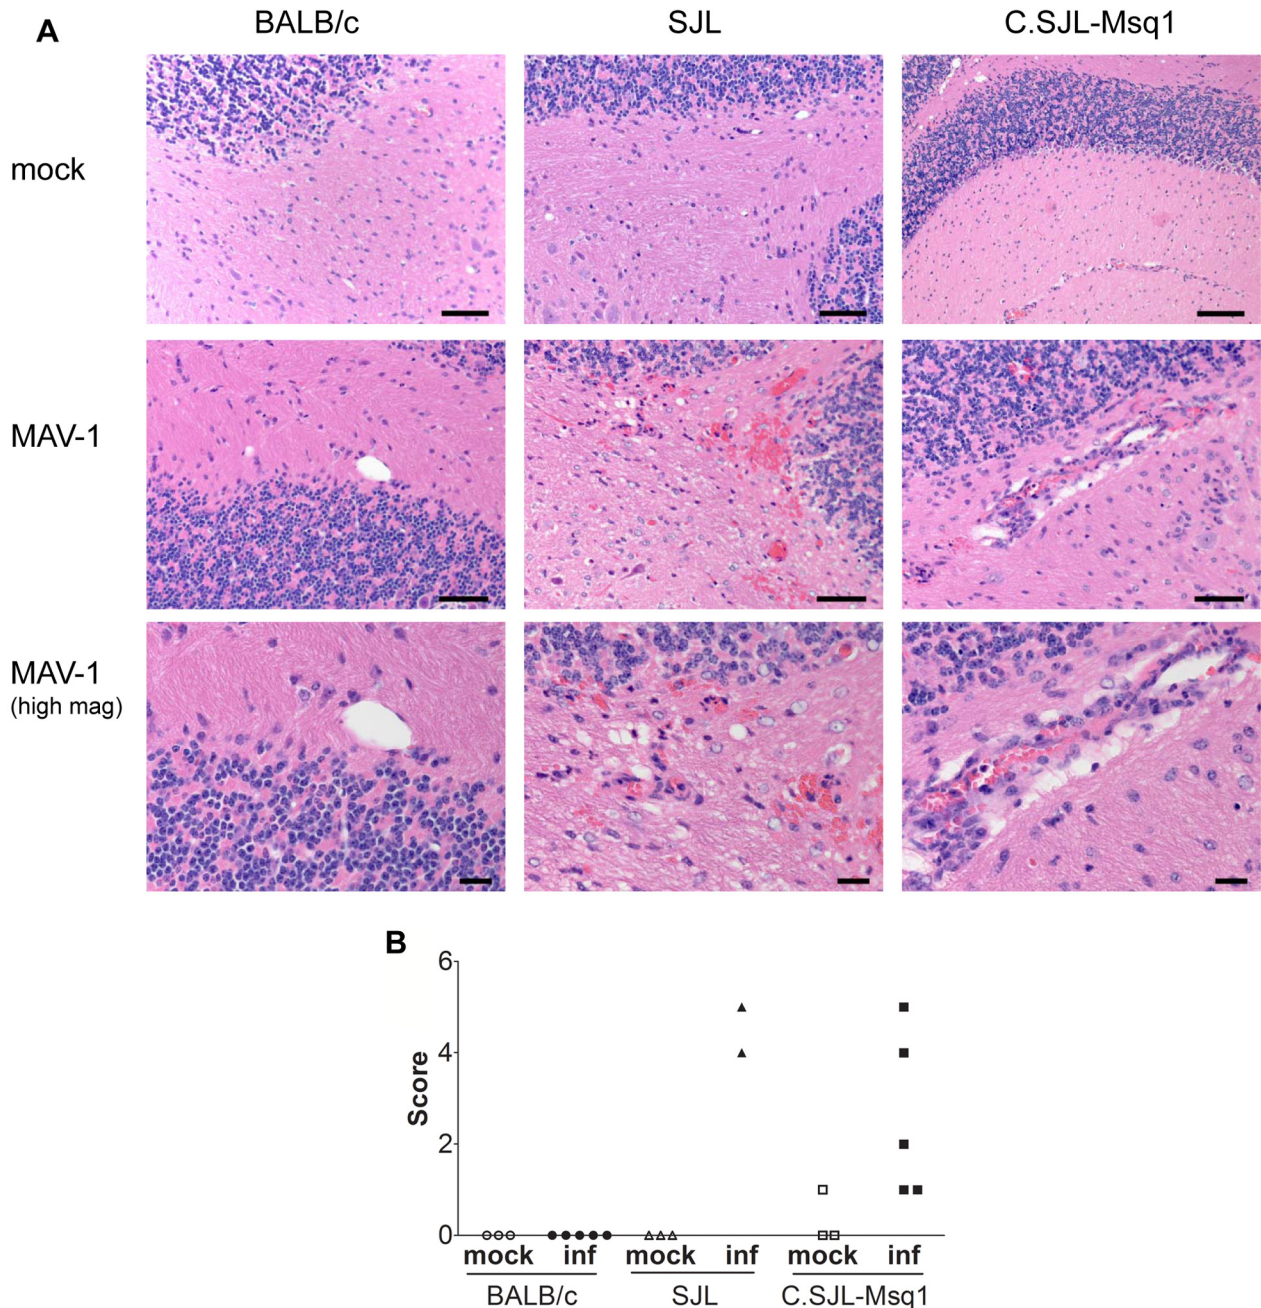 A
BALB/c SJL C.SJL-Msq1
mock
MAV-1
MAV-1
(high mag)
B
6
4
2
0
Score
mock inf mock inf mock inf
BALB/c SJL C.SJL-Msq1